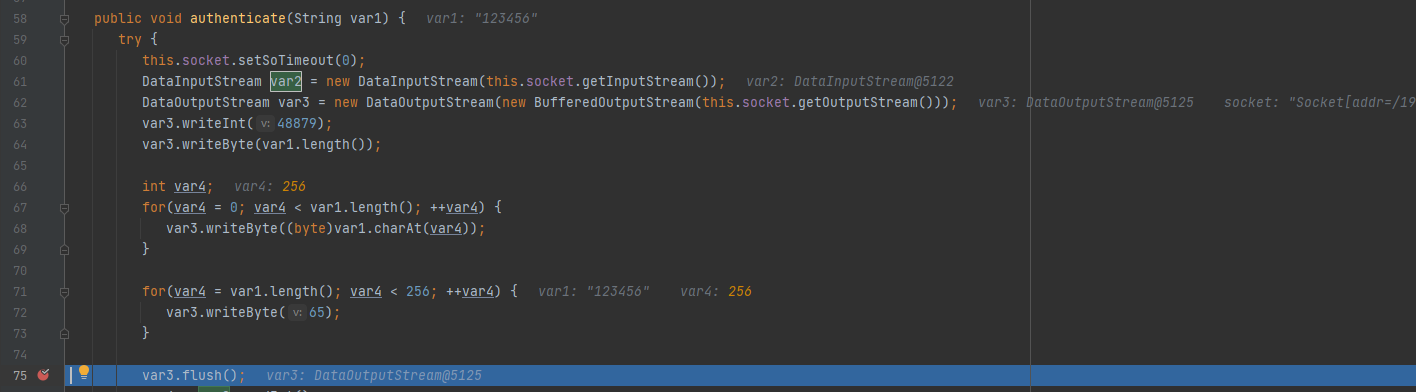 58 public void authenticate(String var1) { var1: "123456"
59 try {
60 this.socket.setSoTimeout(0);
61 DataInputStream var2 = new DataInputStream(this.socket.getInputStream()); var2: DataInputStream@5122
62 DataOutputStream var3 = new DataOutputStream(new BufferedOutputStream(this.socket.getOutputStream())); var3: DataOutputStream@5125 socket: "Socket[addr=/19
63 var3.writeInt( v: 48879);
64 var3.writeByte(var1.length());
65
66 int var4; var4: 256
67 for(var4 = 0; var4 < var1.length(); ++var4) {
68 var3.writeByte((byte)var1.charAt(var4));
69 }
70
71 for(var4 = var1.length(); var4 < 256; ++var4) { var1: "123456" var4: 256
72 var3.writeByte( v: 65);
73 }
74
75 var3.flush(); var3: DataOutputStream@5125